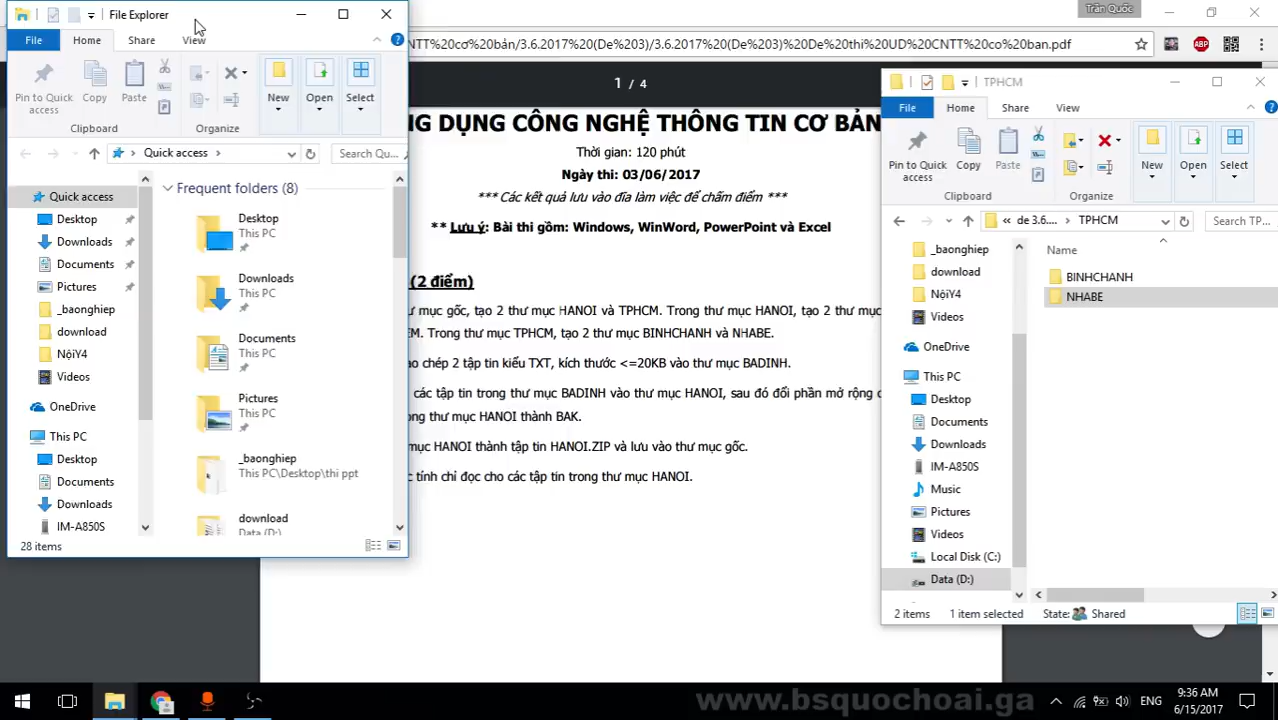 File Explorer
File Home Share View
Pin to Quick access
Copy
Paste
Clipboard
Organize
New
Open
Select
Quick access
Search Qu...
Quick access
Desktop
Downloads
Documents
Pictures
_baonghiep
download
NộiY4
Videos
OneDrive
This PC
Desktop
Documents
Downloads
IM-A850S
Frequent folders (8)
Desktop
This PC
Downloads
This PC
Documents
This PC
Pictures
This PC
_baonghiep
This PC\Desktop\thi ppt
download
Data (D:)
28 items
Trần Quốc
NTT%20cơ%20bản/3.6.2017%20(De%203)/3.6.2017%20(De%203)%20De%20thi%20UD%20CNTT%20co%20ban.pdf
ABP
1 / 4
NG DỤNG CÔNG NGHỆ THÔNG TIN CƠ BẢN
Thời gian: 120 phút
Ngày thi: 03/06/2017
*** Các kết quả lưu vào đĩa làm việc để chấm điểm ***
** Lưu ý: Bài thi gồm: Windows, WinWord, PowerPoint và Excel
(2 điểm)
ư mục gốc, tạo 2 thư mục HANOI và TPHCM. Trong thư mục HANOI, tạo 2 thư mục
EM. Trong thư mục TPHCM, tạo 2 thư mục BINHCHANH và NHABE.
ao chép 2 tập tin kiểu TXT, kích thước <=20KB vào thư mục BADINH.
các tập tin trong thư mục BADINH vào thư mục HANOI, sau đó đổi phần mở rộng c
ong thư mục HANOI thành BAK.
mục HANOI thành tập tin HANOI.ZIP và lưu vào thư mục gốc.
c tính chỉ đọc cho các tập tin trong thư mục HANOI.
TPHCM
File Home Share View
Pin to Quick access
Copy
Paste
Clipboard
Organize
New
Open
Select
« de 3.6.... TPHCM
Search TP...
_baonghiep
download
NộiY4
Videos
OneDrive
This PC
Desktop
Documents
Downloads
IM-A850S
Music
Pictures
Videos
Local Disk (C:)
Data (D:)
Name
BINHCHANH
NHABE
2 items 1 item selected State: Shared
www.bsquochoai.ga
ENG
9:36 AM
6/15/2017